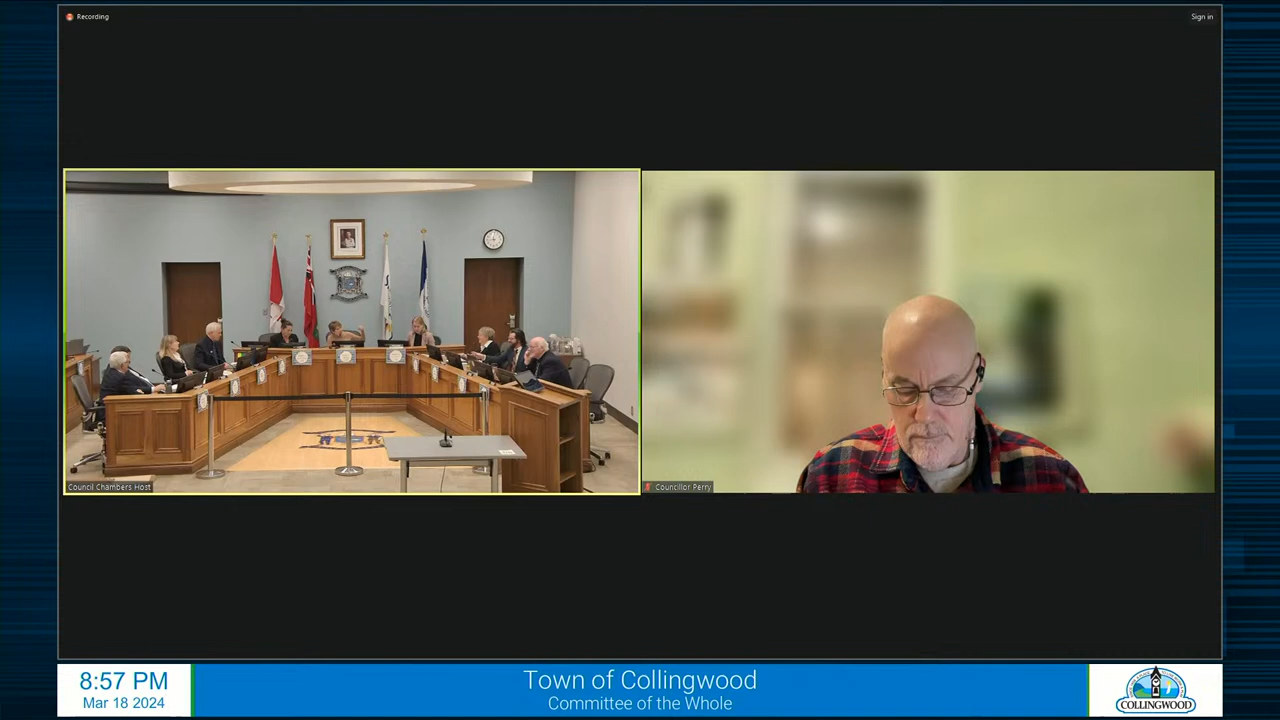 Recording
Sign in
Council Chambers Host
Councillor Perry
8:57 PM
Mar 18 2024
Town of Collingwood
Committee of the Whole
COLLINGWOOD